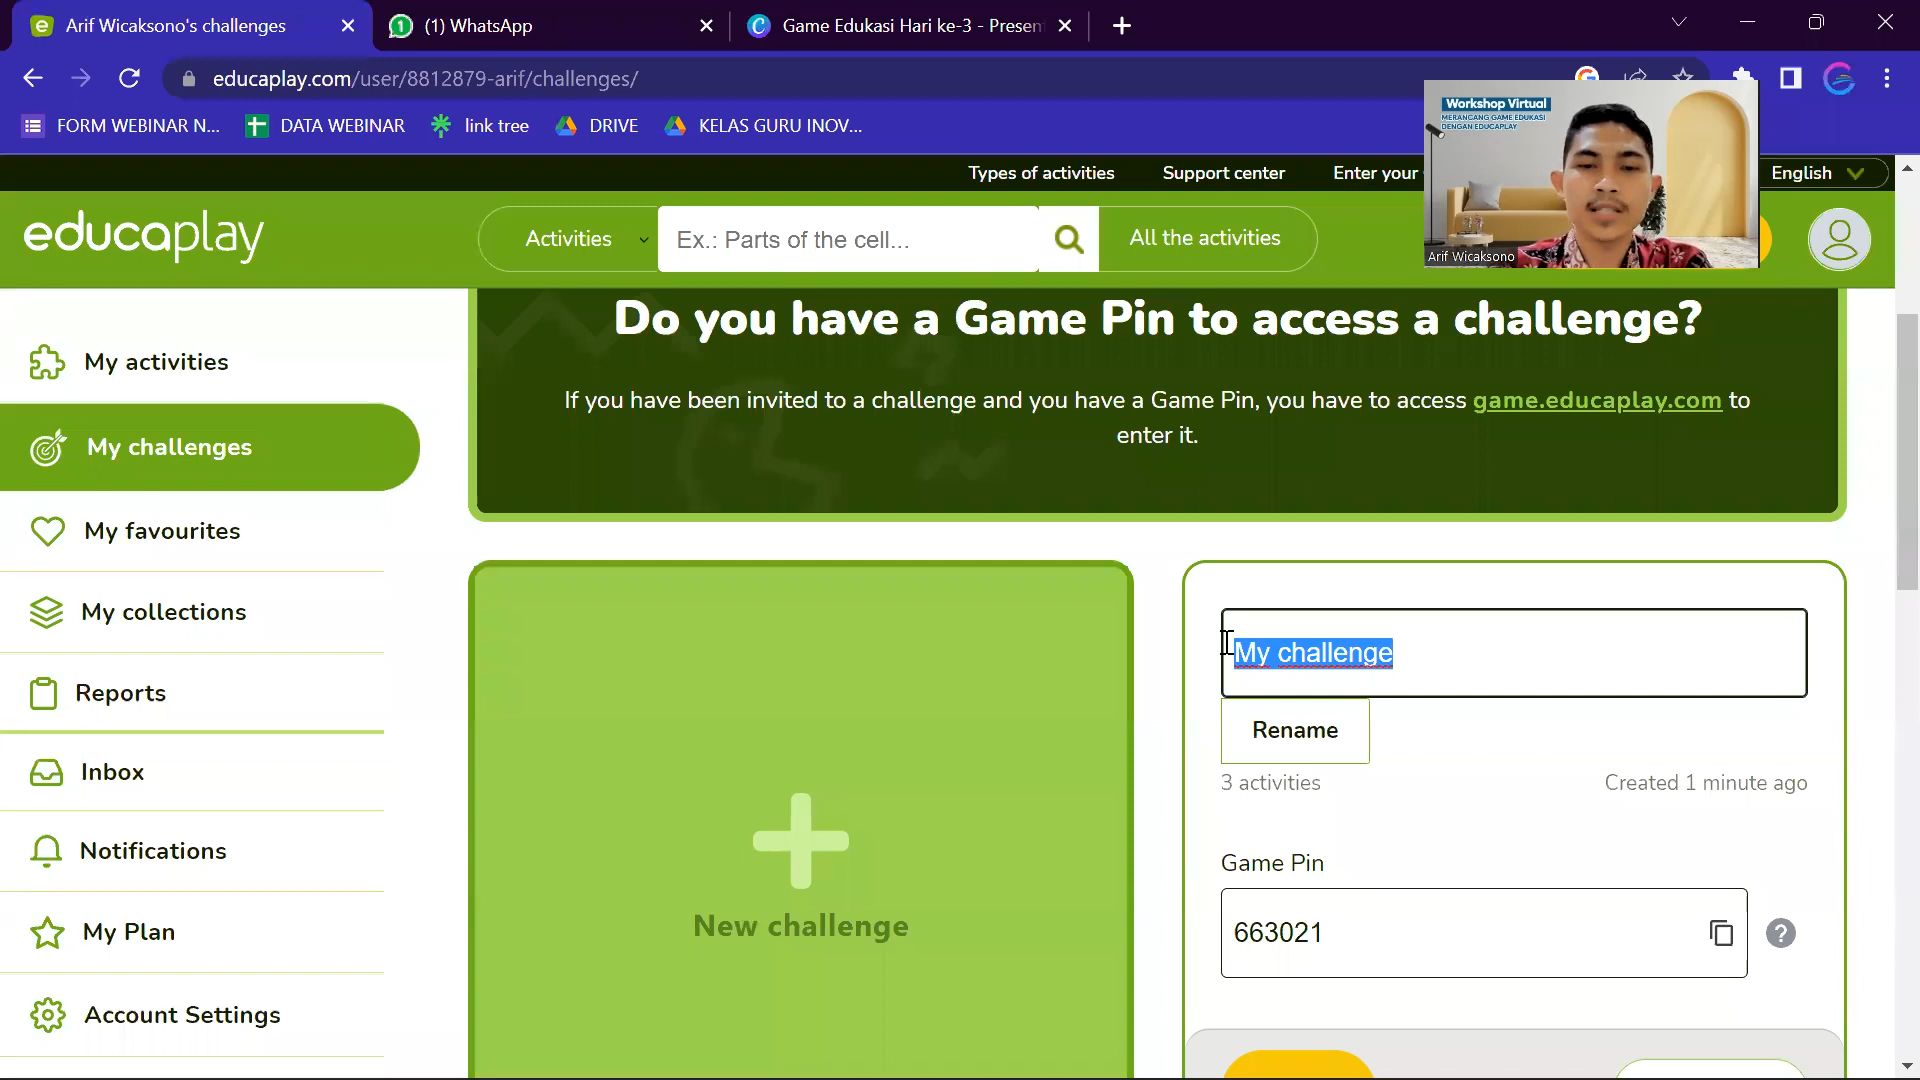 Arif Wicaksono's challenges
(1) WhatsApp
Game Edukasi Hari ke-3 - Presen
educaplay.com/user/8812879-arif/challenges/
FORM WEBINAR N...
DATA WEBINAR
link tree
DRIVE
KELAS GURU INOV...
Workshop Virtual
MERANCANG GAME EDUKASI
DENGAN EDUCAPLAY
Arif Wicaksono
Types of activities
Support center
Enter your
English
educaplay
Activities
Ex.: Parts of the cell...
All the activities
My activities
My challenges
My favourites
My collections
Reports
Inbox
Notifications
My Plan
Account Settings
Do you have a Game Pin to access a challenge?
If you have been invited to a challenge and you have a Game Pin, you have to access game.educaplay.com to
enter it.
New challenge
My challenge
Rename
3 activities
Created 1 minute ago
Game Pin
663021